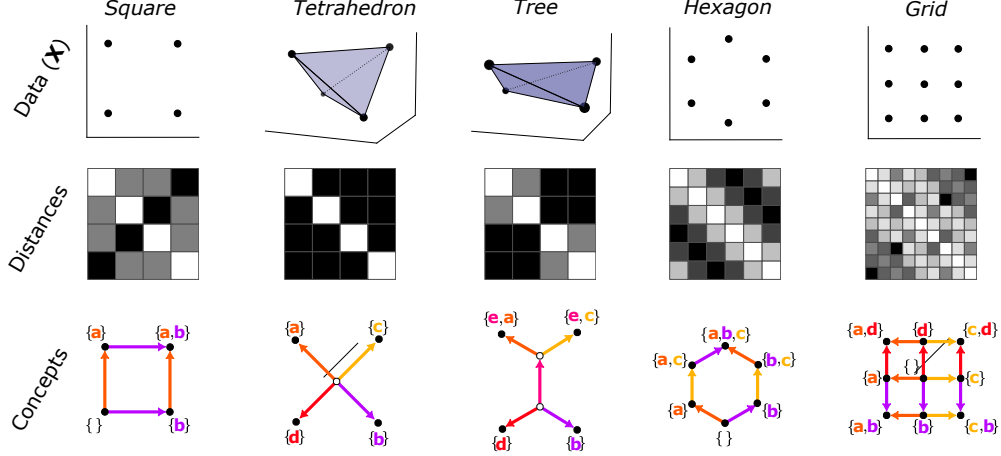 Square Tetrahedron Tree Hexagon Grid
Data (X)
Distances
Concepts
{a} {a,b} {} {b}
{a} {c} {d} {b}
{e,a} {e,c} {d} {b}
{a,b,c} {a,c} {b,c} {a} {b} {}
{a,d} {d} {c,d}
{a} {} {c}
{a,b} {b} {c,b}